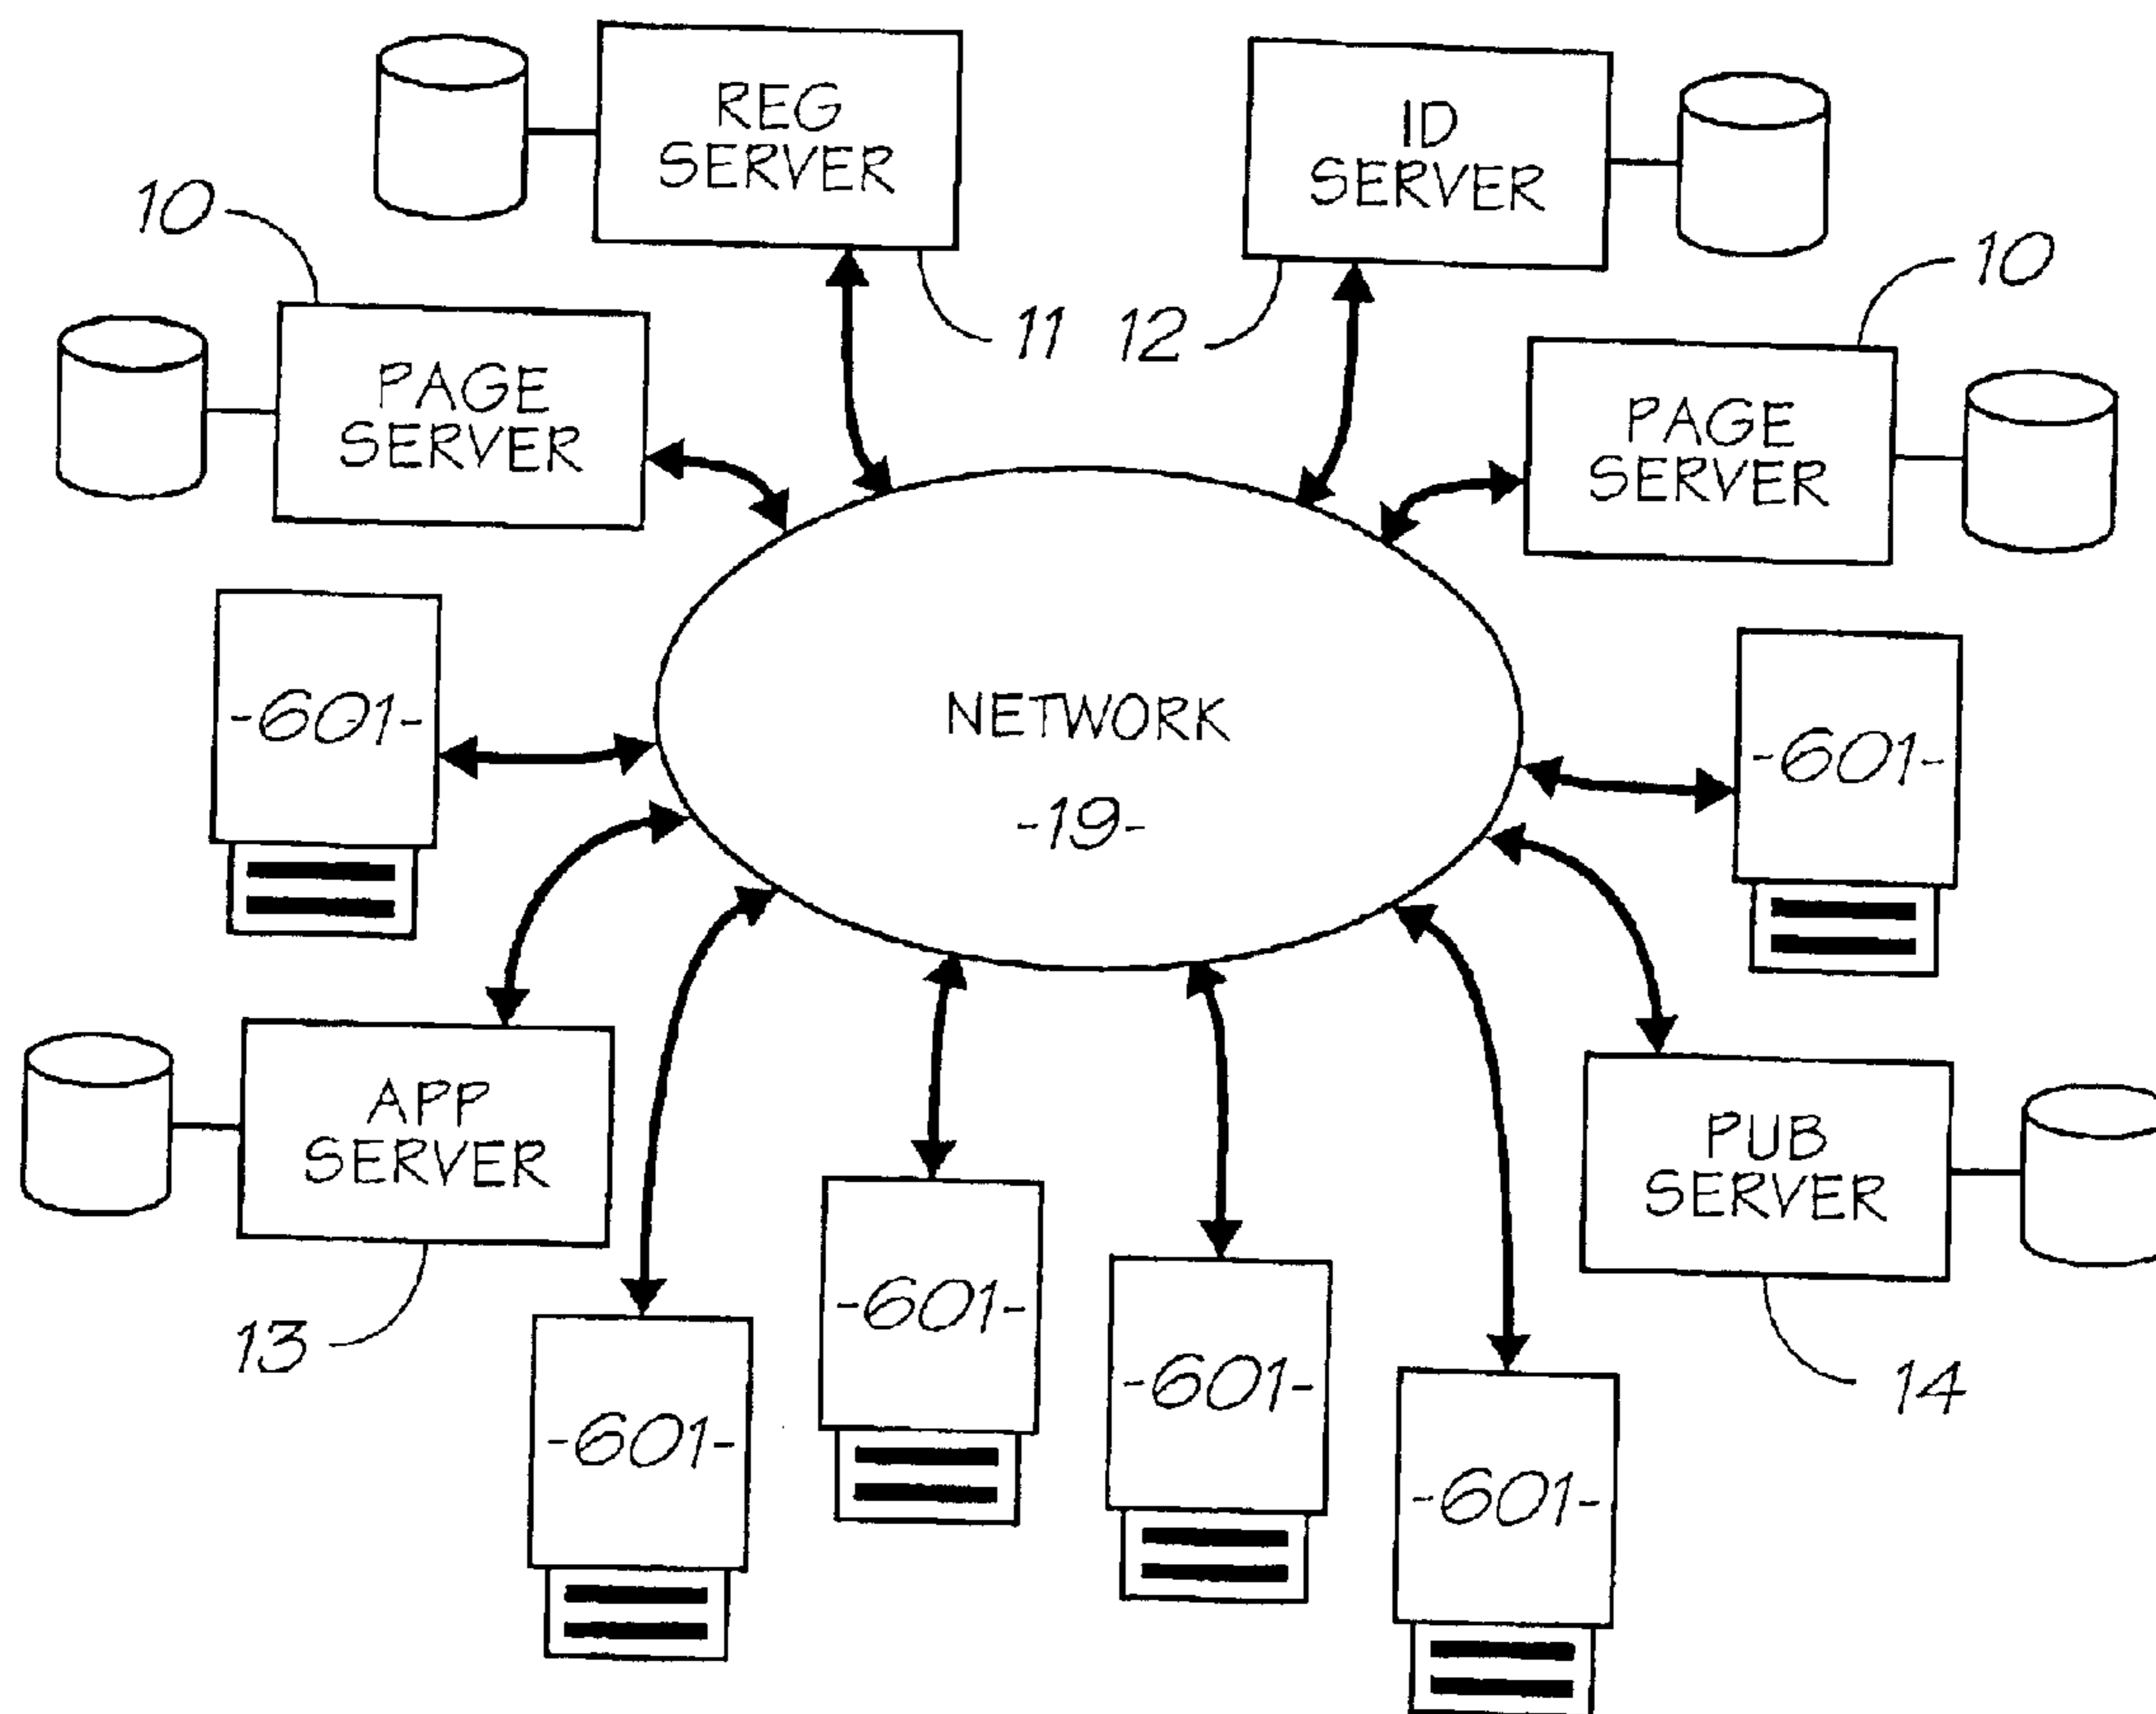 REG
SERVER
ID
SERVER
10
10
11
12
PAGE
SERVER
PAGE
SERVER
-601-
NETWORK
-19-
-601-
APP
SERVER
PUB
SERVER
13
-601-
-601-
-601-
-601-
14